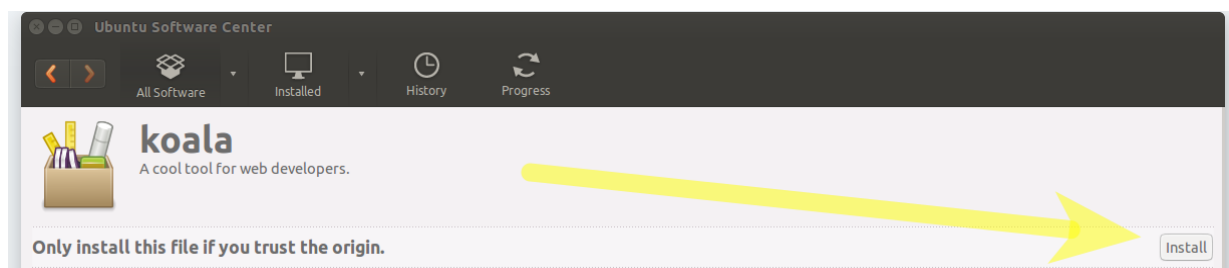 Ubuntu Software Center
All Software
Installed
History
Progress
koala
A cool tool for web developers.
Only install this file if you trust the origin.
Install